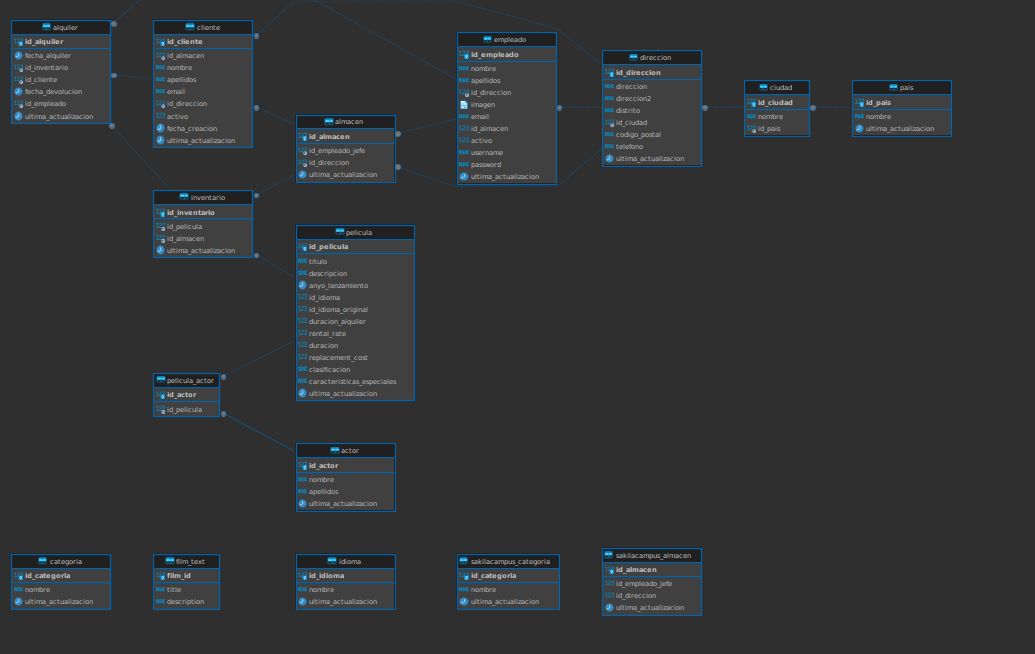 alquiler
id_alquiler
fecha_alquiler
id_inventario
id_cliente
fecha_devolucion
id_empleado
ultima_actualizacion
cliente
id_cliente
id_almacen
nombre
apellidos
email
id_direccion
activo
fecha_creacion
ultima_actualizacion
almacen
id_almacen
id_empleado_jefe
id_direccion
ultima_actualizacion
empleado
id_empleado
nombre
apellidos
id_direccion
imagen
email
id_almacen
activo
username
password
ultima_actualizacion
direccion
id_direccion
direccion
direccion2
distrito
id_ciudad
codigo_postal
telefono
ultima_actualizacion
ciudad
id_ciudad
nombre
id_pais
pais
id_pais
nombre
ultima_actualizacion
inventario
id_inventario
id_pelicula
id_almacen
ultima_actualizacion
pelicula
id_pelicula
titulo
descripcion
anyo_lanzamiento
id_idioma
id_idioma_original
duracion_alquiler
rental_rate
duracion
replacement_cost
clasificacion
caracteristicas_especiales
ultima_actualizacion
pelicula_actor
id_actor
id_pelicula
actor
id_actor
nombre
apellidos
ultima_actualizacion
categoria
id_categoria
nombre
ultima_actualizacion
film_text
film_id
title
description
idioma
id_idioma
nombre
ultima_actualizacion
sakilacampus_categoria
id_categoria
nombre
ultima_actualizacion
sakilacampus_almacen
id_almacen
id_empleado_jefe
id_direccion
ultima_actualizacion